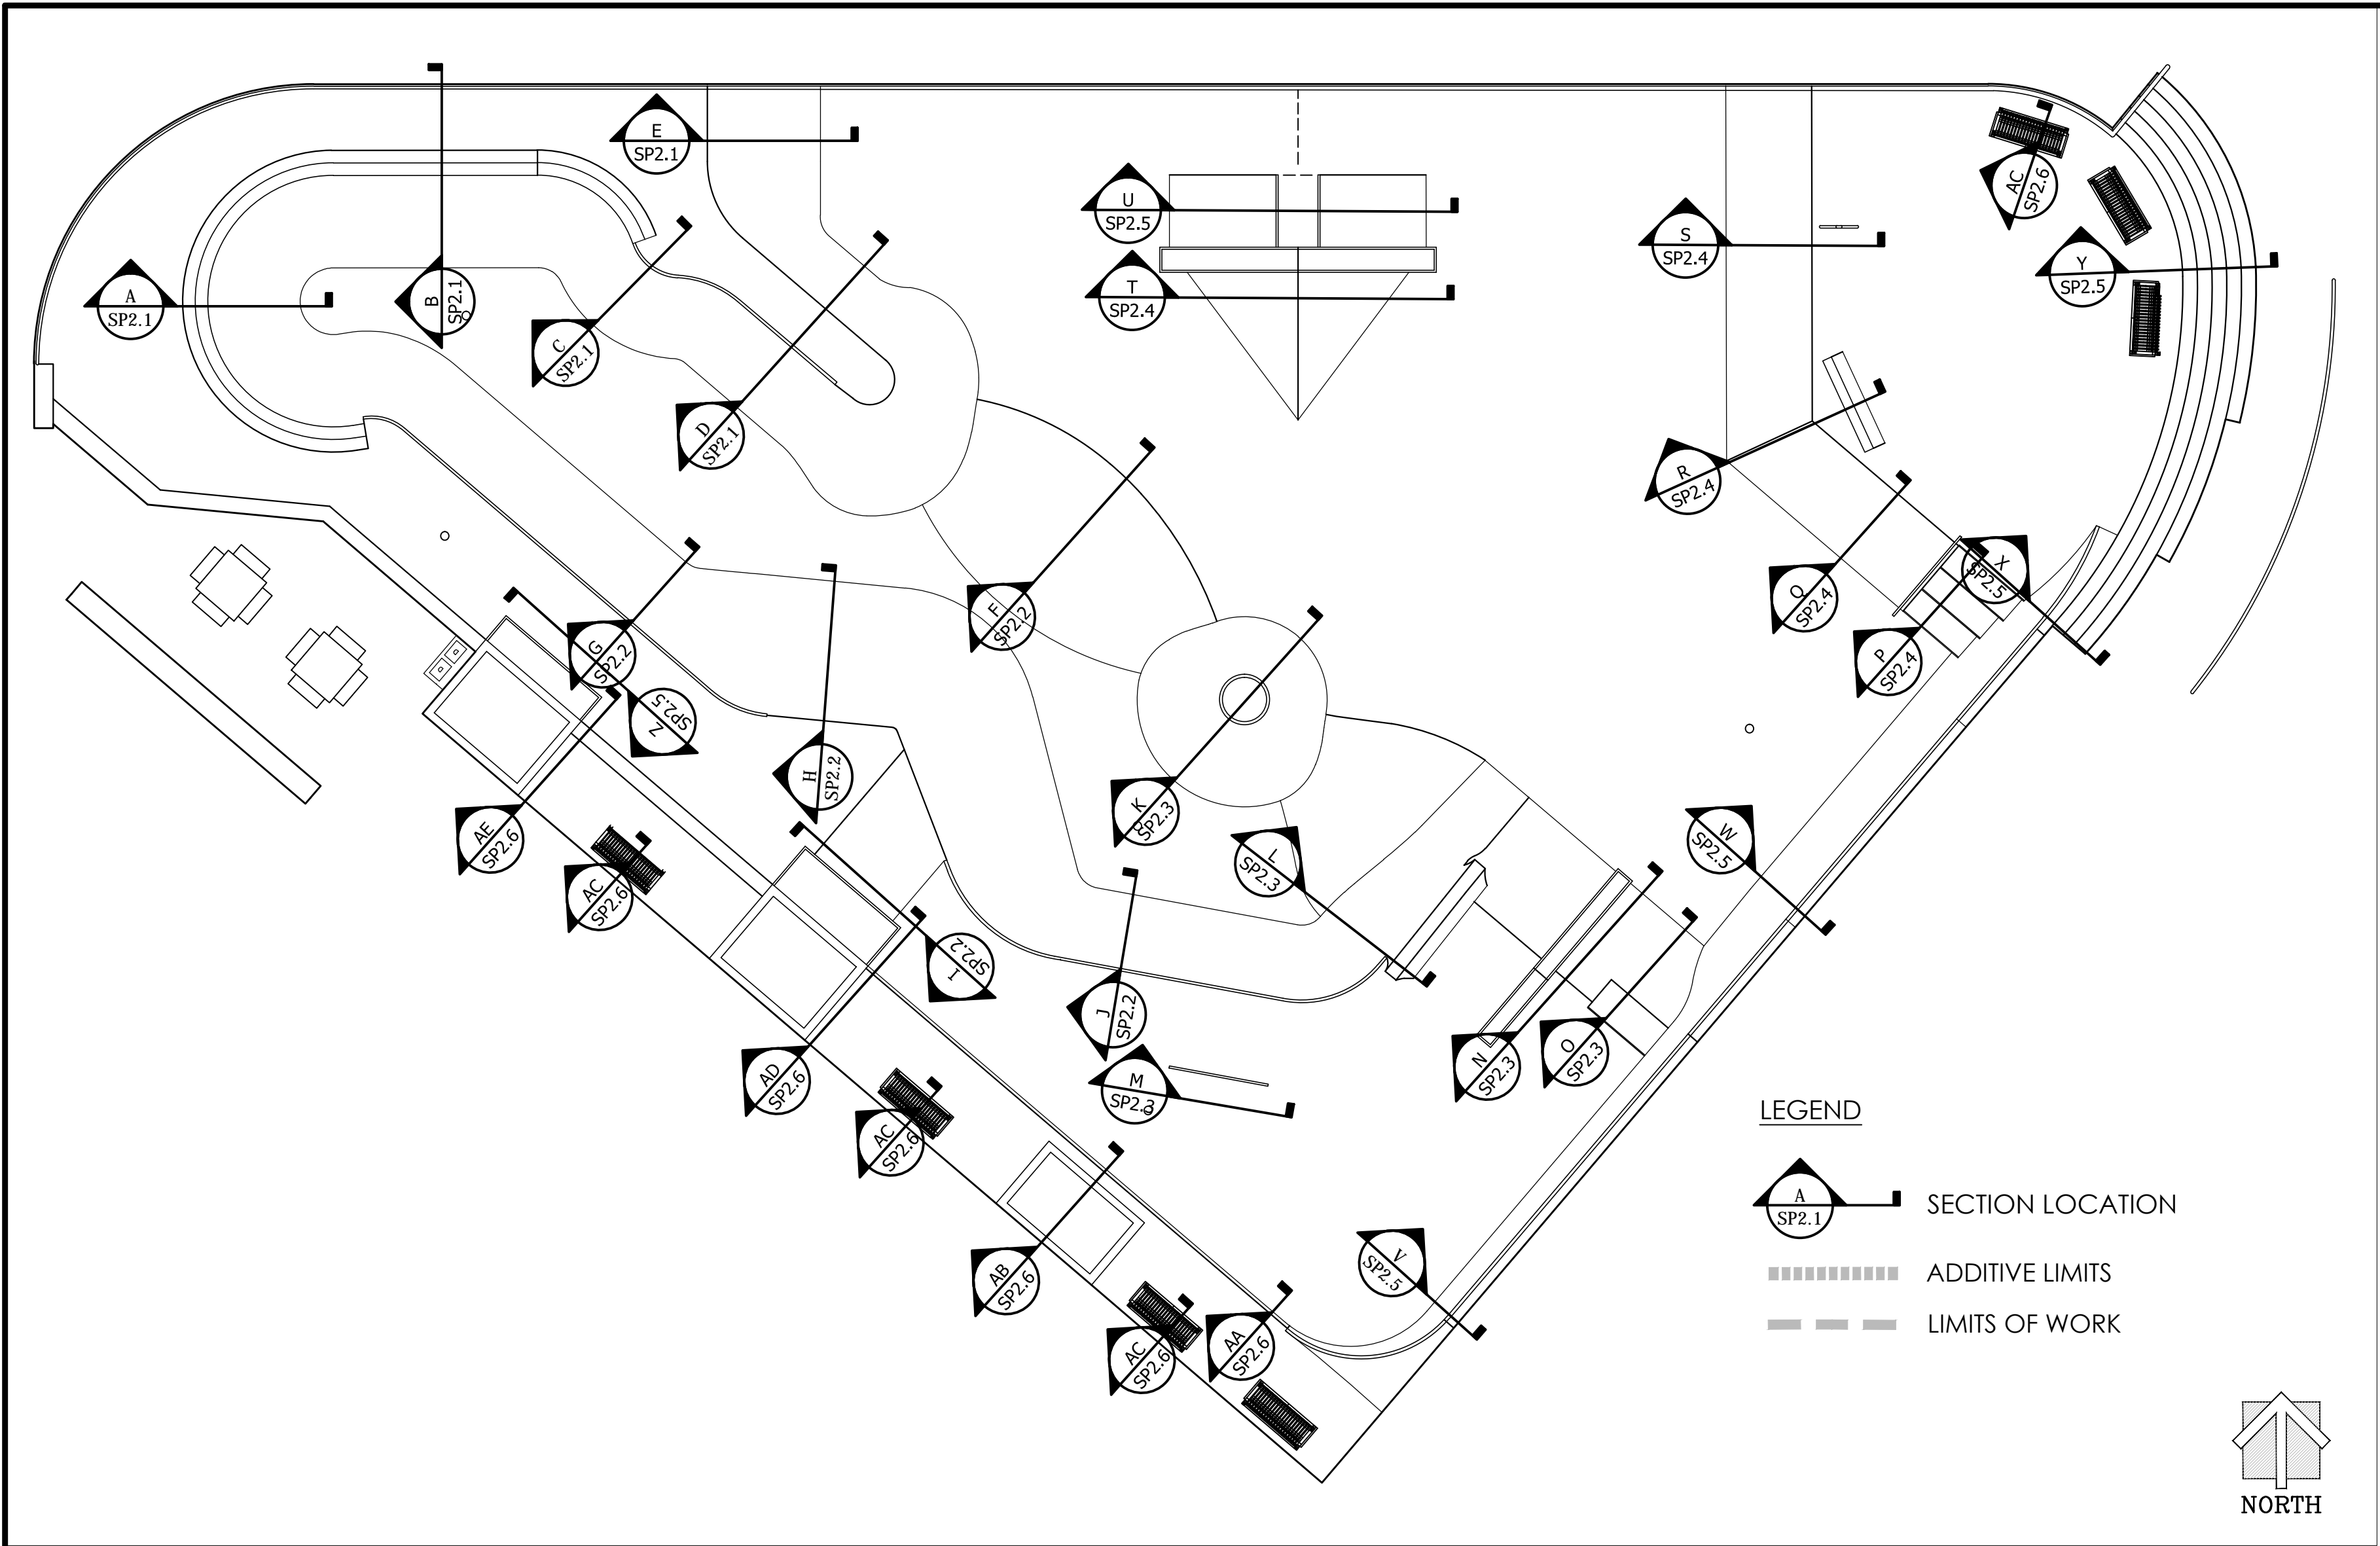 E
SP2.1
AC
SP2.6
U
SP2.5
S
SP2.4
Y
SP2.5
A
SP2.1
B
SP2.1
T
SP2.4
C
SP2.1
D
SP2.1
R
SP2.4
X
SP2.5
Q
SP2.4
F
SP2.2
G
SP2.2
P
SP2.4
Z
SP2.5
H
SP2.2
K
SP2.3
AE
SP2.6
L
SP2.3
W
SP2.5
AC
SP2.6
I
SP2.2
J
SP2.2
N
SP2.3
O
SP2.3
AD
SP2.6
M
SP2.3
AC
SP2.6
AB
SP2.6
V
SP2.5
AC
SP2.6
AA
SP2.6
LEGEND
A
SP2.1
SECTION LOCATION
ADDITIVE LIMITS
LIMITS OF WORK
NORTH